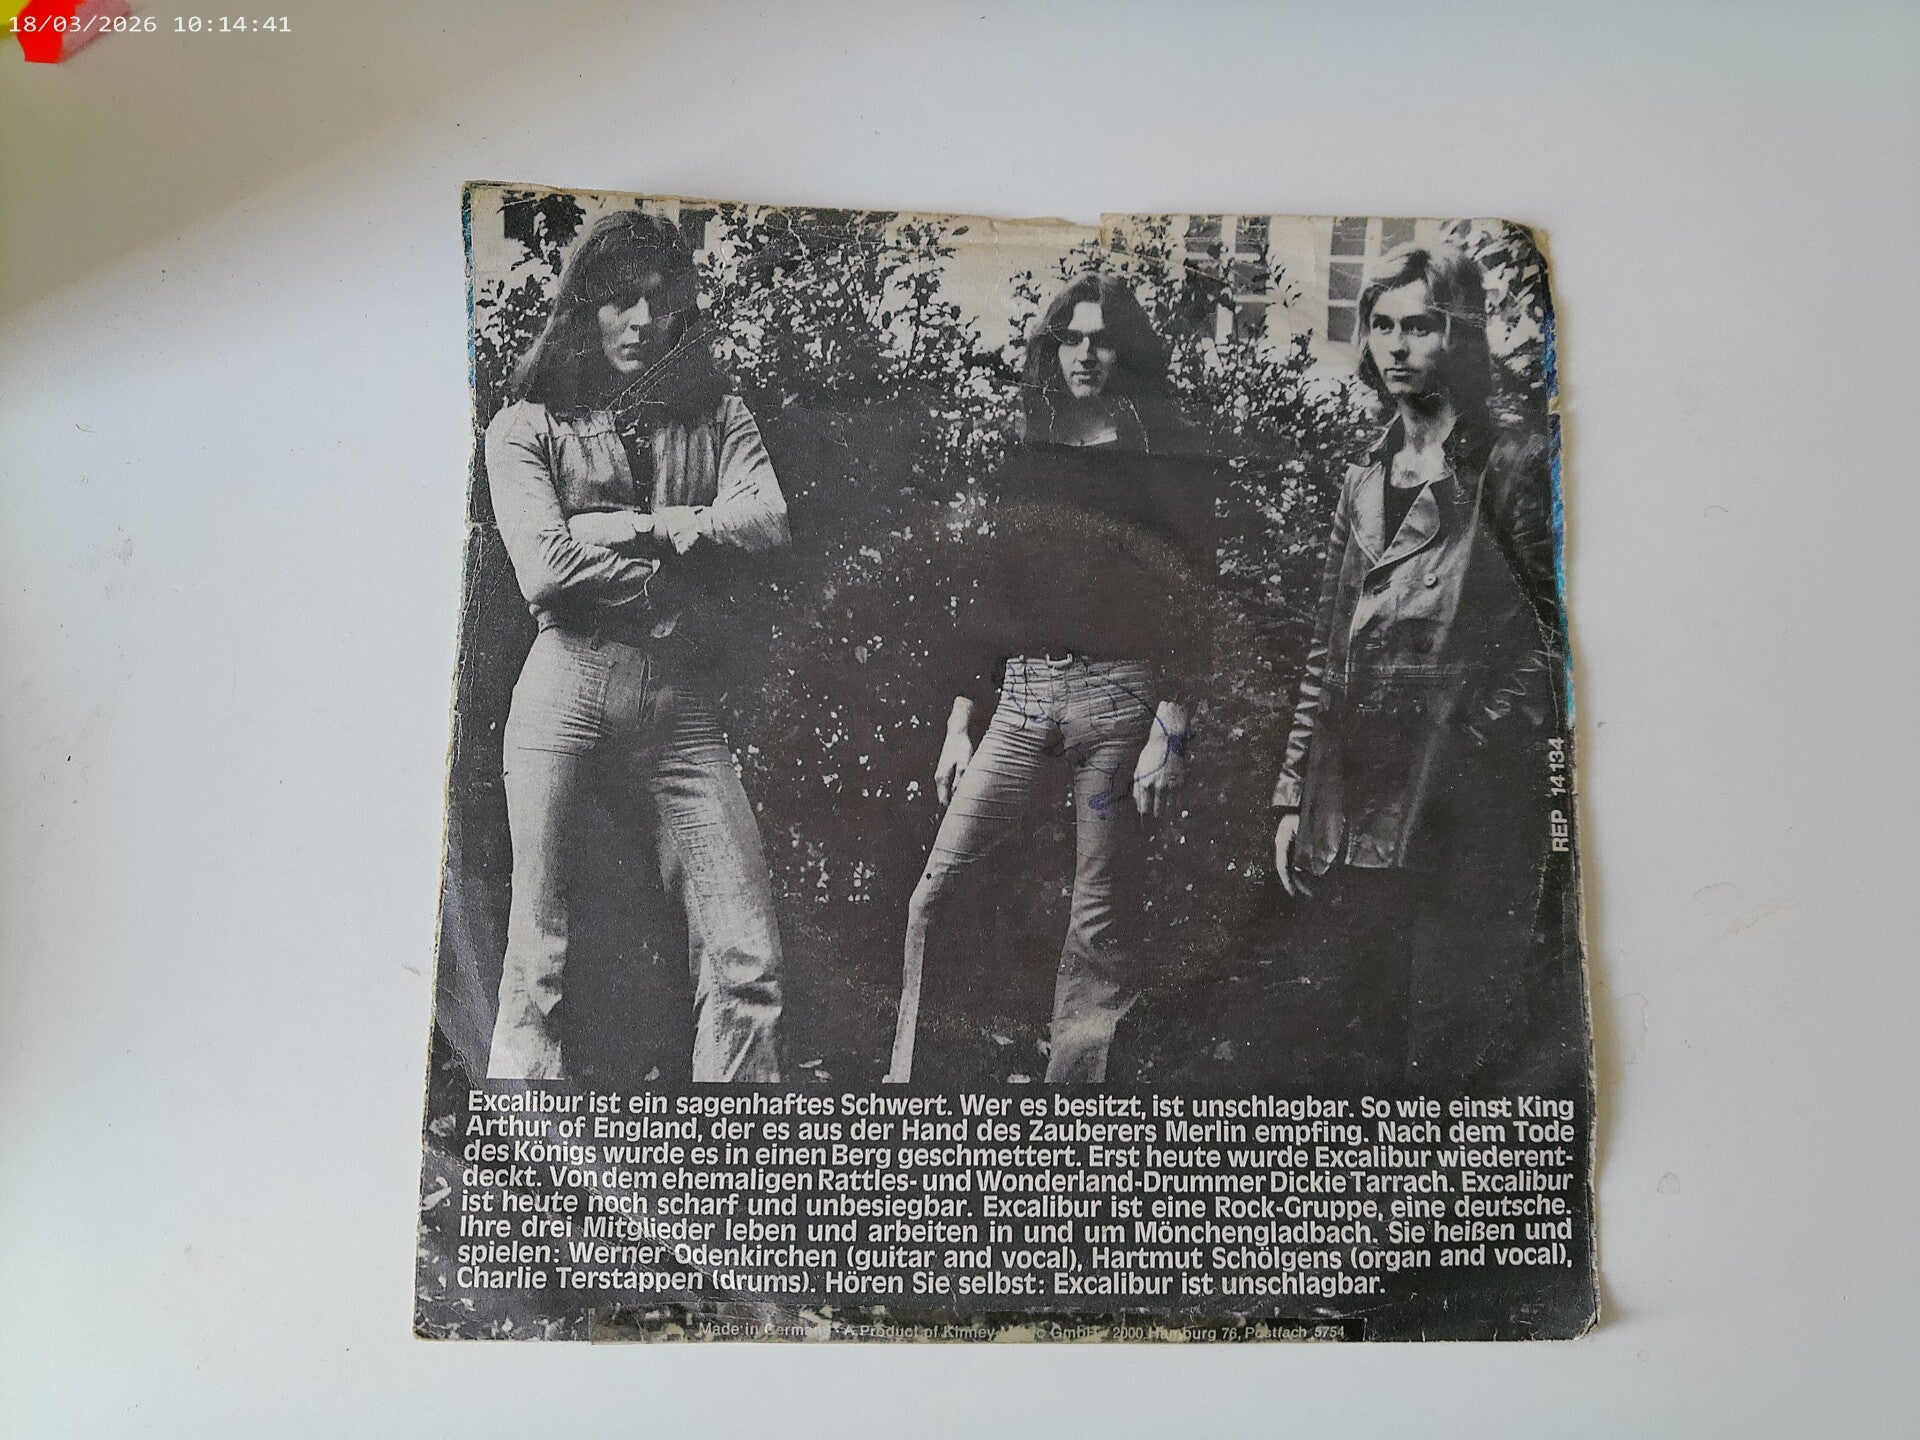 18/03/2026 10:14:41
REP 14 134
Excalibur ist ein sagenhaftes Schwert. Wer es besitzt, ist unschlagbar. So wie einst King
Arthur of England, der es aus der Hand des Zauberers Merlin empfing. Nach dem Tode
des Königs wurde es in einen Berg geschmettert. Erst heute wurde Excalibur wiederent-
deckt. Von dem ehemaligen Rattles- und Wonderland-Drummer Dickie Tarrach. Excalibur
ist heute noch scharf und unbesiegbar. Excalibur ist eine Rock-Gruppe, eine deutsche.
Ihre drei Mitglieder leben und arbeiten in und um Mönchengladbach. Sie heißen und
spielen: Werner Odenkirchen (guitar and vocal), Hartmut Schölgens (organ and vocal),
Charlie Terstappen (drums). Hören Sie selbst: Excalibur ist unschlagbar.
Made in Germany · A Product of Kinney Music GmbH · 2000 Hamburg 76, Postfach 5754